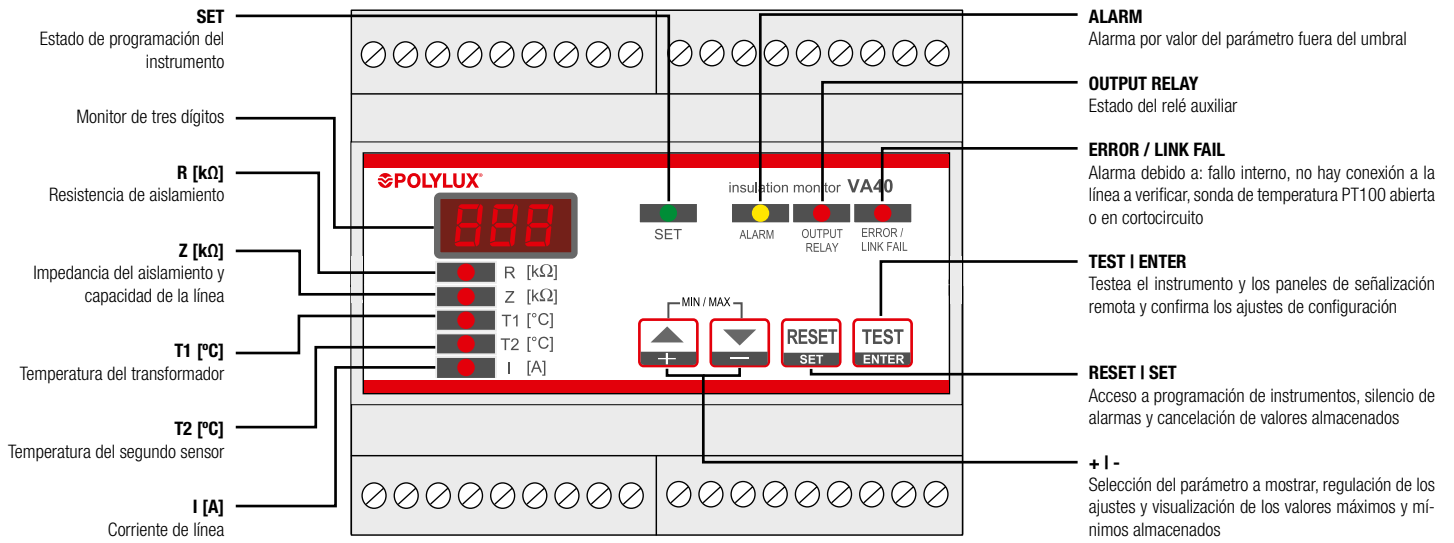 SET
Estado de programación del
instrumento
Monitor de tres dígitos
R [kΩ]
Resistencia de aislamiento
Z [kΩ]
Impedancia del aislamiento y
capacidad de la línea
T1 [ºC]
Temperatura del transformador
T2 [ºC]
Temperatura del segundo sensor
I [A]
Corriente de línea
POLYLUX®
insulation monitor VA40
888
SET
ALARM
OUTPUT
RELAY
ERROR /
LINK FAIL
R [kΩ]
Z [kΩ]
T1 [°C]
T2 [°C]
I [A]
MIN / MAX
+
−
RESET
SET
TEST
ENTER
ALARM
Alarma por valor del parámetro fuera del umbral
OUTPUT RELAY
Estado del relé auxiliar
ERROR / LINK FAIL
Alarma debido a: fallo interno, no hay conexión a la
línea a verificar, sonda de temperatura PT100 abierta
o en cortocircuito
TEST | ENTER
Testea el instrumento y los paneles de señalización
remota y confirma los ajustes de configuración
RESET | SET
Acceso a programación de instrumentos, silencio de
alarmas y cancelación de valores almacenados
+ | -
Selección del parámetro a mostrar, regulación de los
ajustes y visualización de los valores máximos y mí-
nimos almacenados